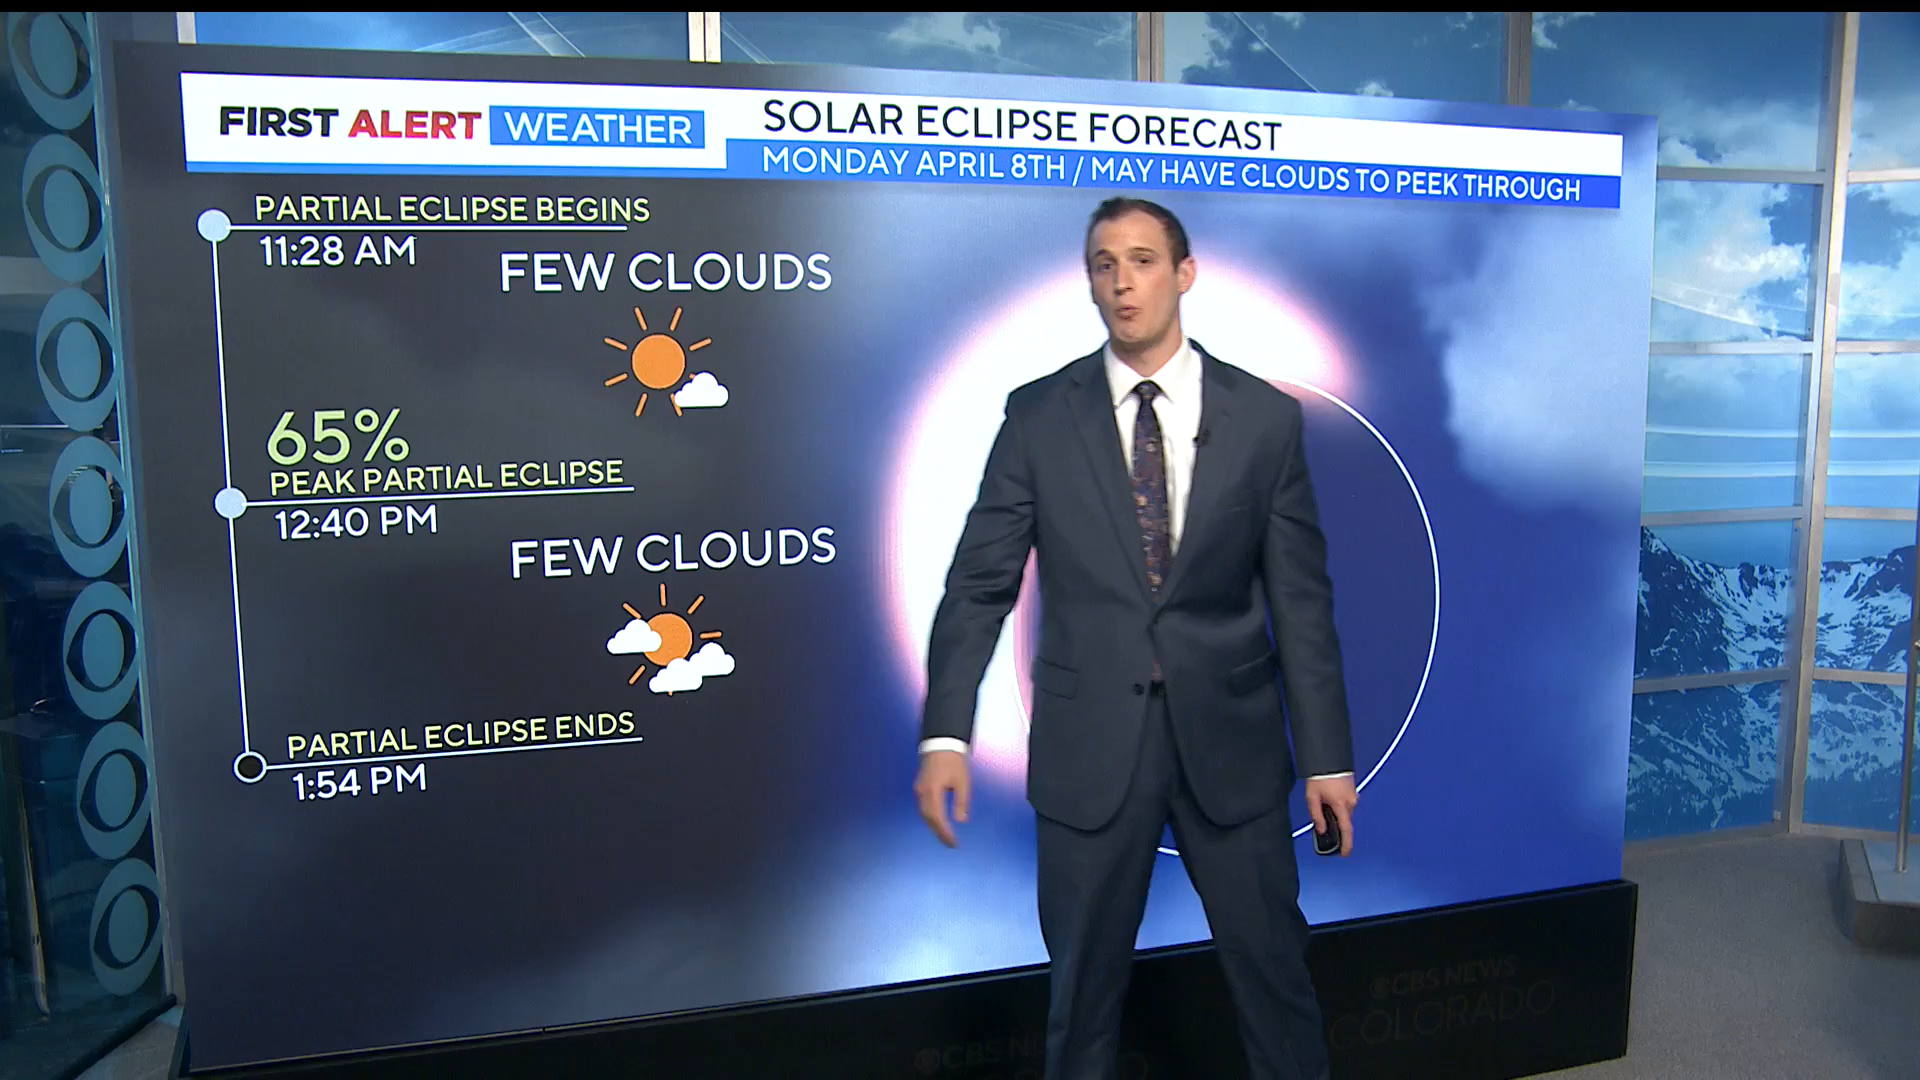 FIRST ALERT WEATHER
SOLAR ECLIPSE FORECAST
MONDAY APRIL 8TH / MAY HAVE CLOUDS TO PEEK THROUGH
PARTIAL ECLIPSE BEGINS
11:28 AM
FEW CLOUDS
65%
PEAK PARTIAL ECLIPSE
12:40 PM
FEW CLOUDS
PARTIAL ECLIPSE ENDS
1:54 PM
CBS NEWS
COLORADO
CBS NE